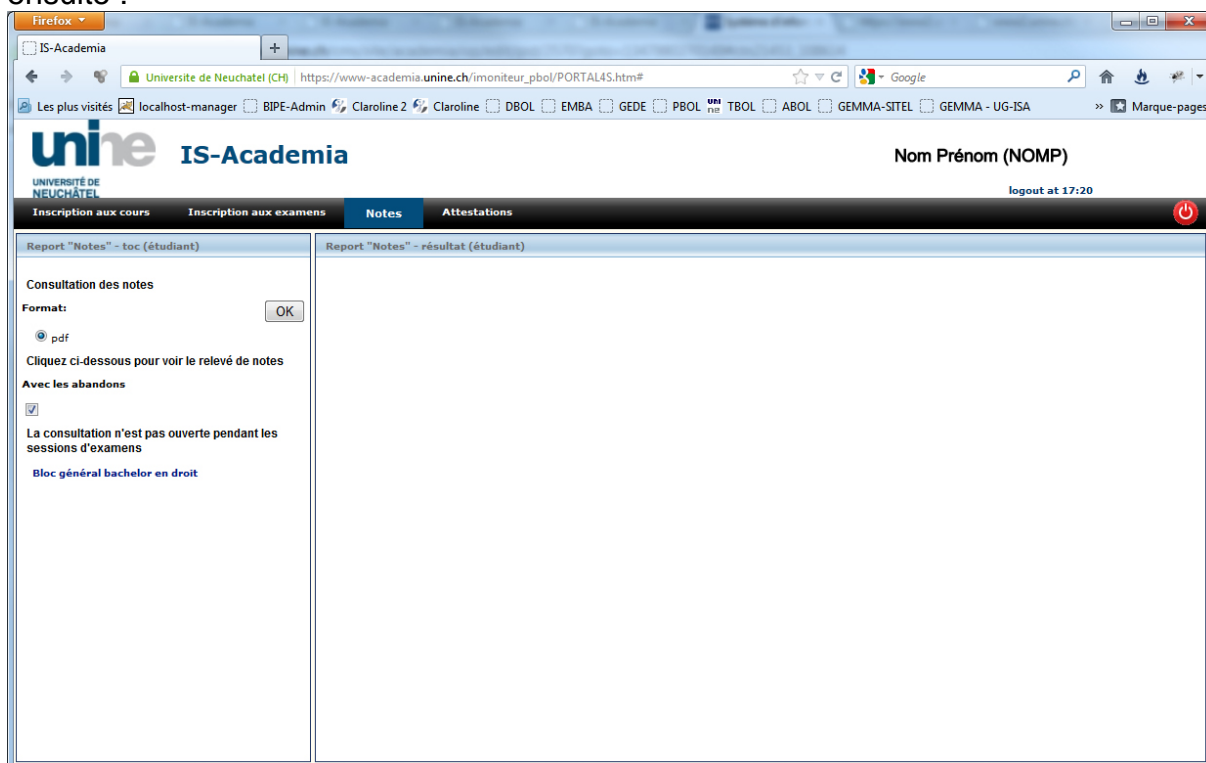 ensuite :
Firefox
IS-Academia
+
Universite de Neuchatel (CH) https://www-academia.unine.ch/imoniteur_pbol/PORTAL4S.htm# Google
Les plus visités localhost-manager BIPE-Admin Claroline 2 Claroline DBOL EMBA GEDE PBOL TBOL ABOL GEMMA-SITEL GEMMA - UG-ISA » Marque-pages
unine IS-Academia Nom Prénom (NOMP)
UNIVERSITÉ DE
NEUCHÂTEL
logout at 17:20
Inscription aux cours Inscription aux examens Notes Attestations
Report "Notes" - toc (étudiant) Report "Notes" - résultat (étudiant)
Consultation des notes
Format: OK
pdf
Cliquez ci-dessous pour voir le relevé de notes
Avec les abandons
La consultation n'est pas ouverte pendant les
sessions d'examens
Bloc général bachelor en droit